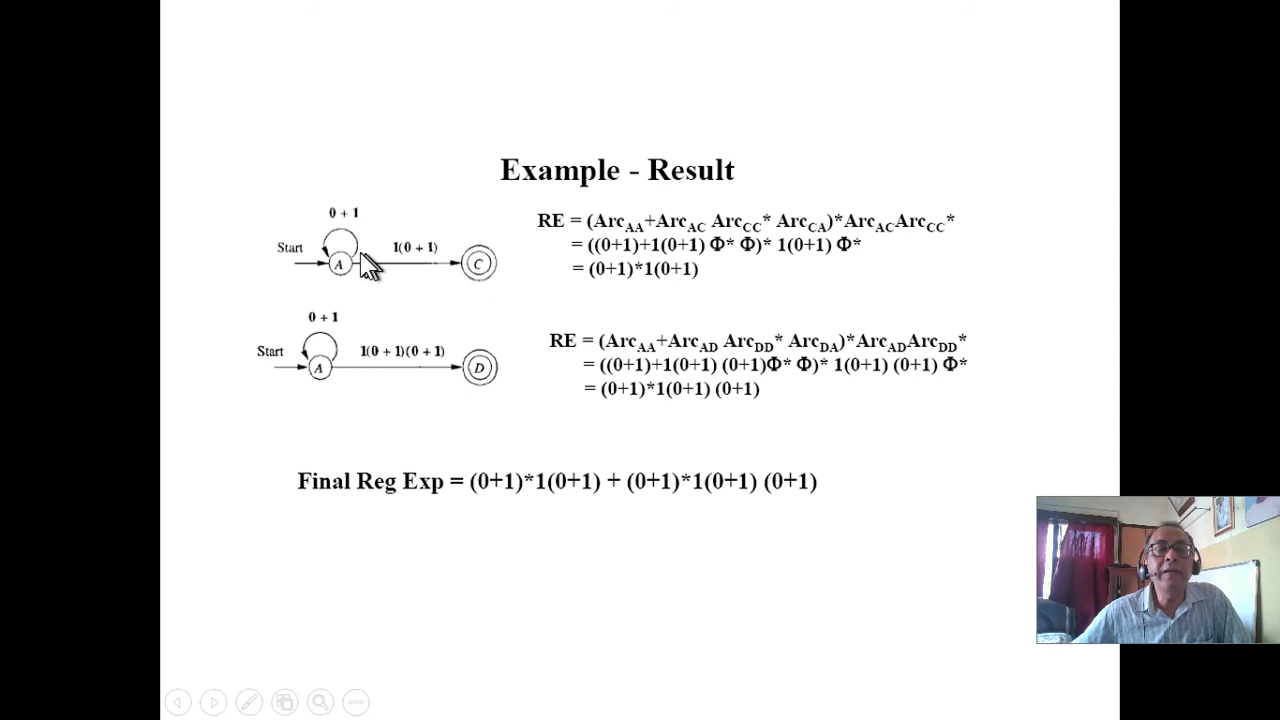 Example - Result
0 + 1
Start
1(0 + 1)
A
C
RE = (Arc_AA+Arc_AC Arc_CC* Arc_CA)*Arc_ACArc_CC*
= ((0+1)+1(0+1) Φ* Φ)* 1(0+1) Φ*
= (0+1)*1(0+1)
0 + 1
Start
1(0 + 1)(0 + 1)
A
D
RE = (Arc_AA+Arc_AD Arc_DD* Arc_DA)*Arc_ADArc_DD*
= ((0+1)+1(0+1) (0+1)Φ* Φ)* 1(0+1) (0+1) Φ*
= (0+1)*1(0+1) (0+1)
Final Reg Exp = (0+1)*1(0+1) + (0+1)*1(0+1) (0+1)